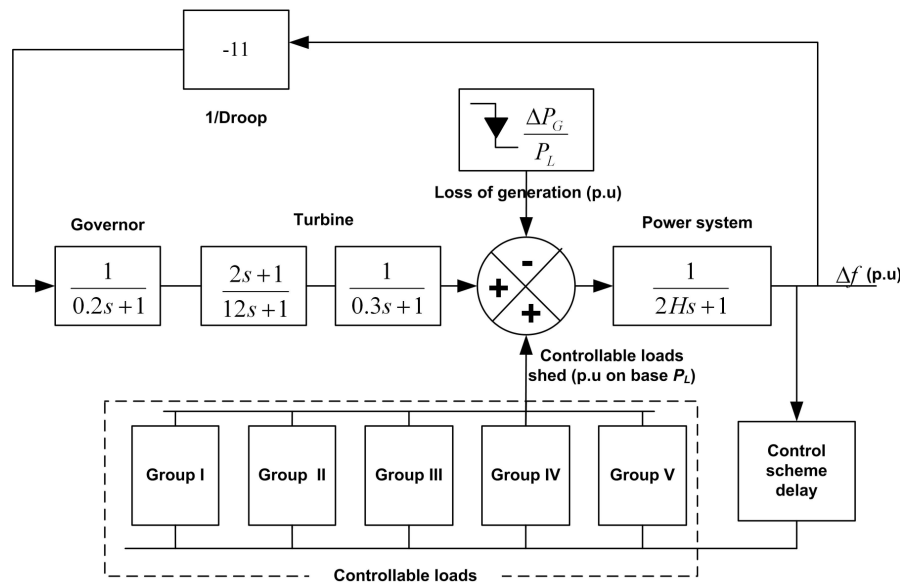 -11
1/Droop
ΔP_G
P_L
Loss of generation (p.u)
Governor
Turbine
Power system
1
0.2s+1
2s+1
12s+1
1
0.3s+1
-
+
+
1
2Hs+1
Δf (p.u)
Controllable loads
shed (p.u on base P_L)
Group I
Group II
Group III
Group IV
Group V
Control
scheme
delay
Controllable loads